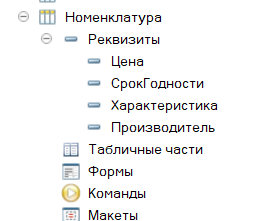 Номенклатура
Реквизиты
Цена
СрокГодности
Характеристика
Производитель
Табличные части
Формы
Команды
Макеты